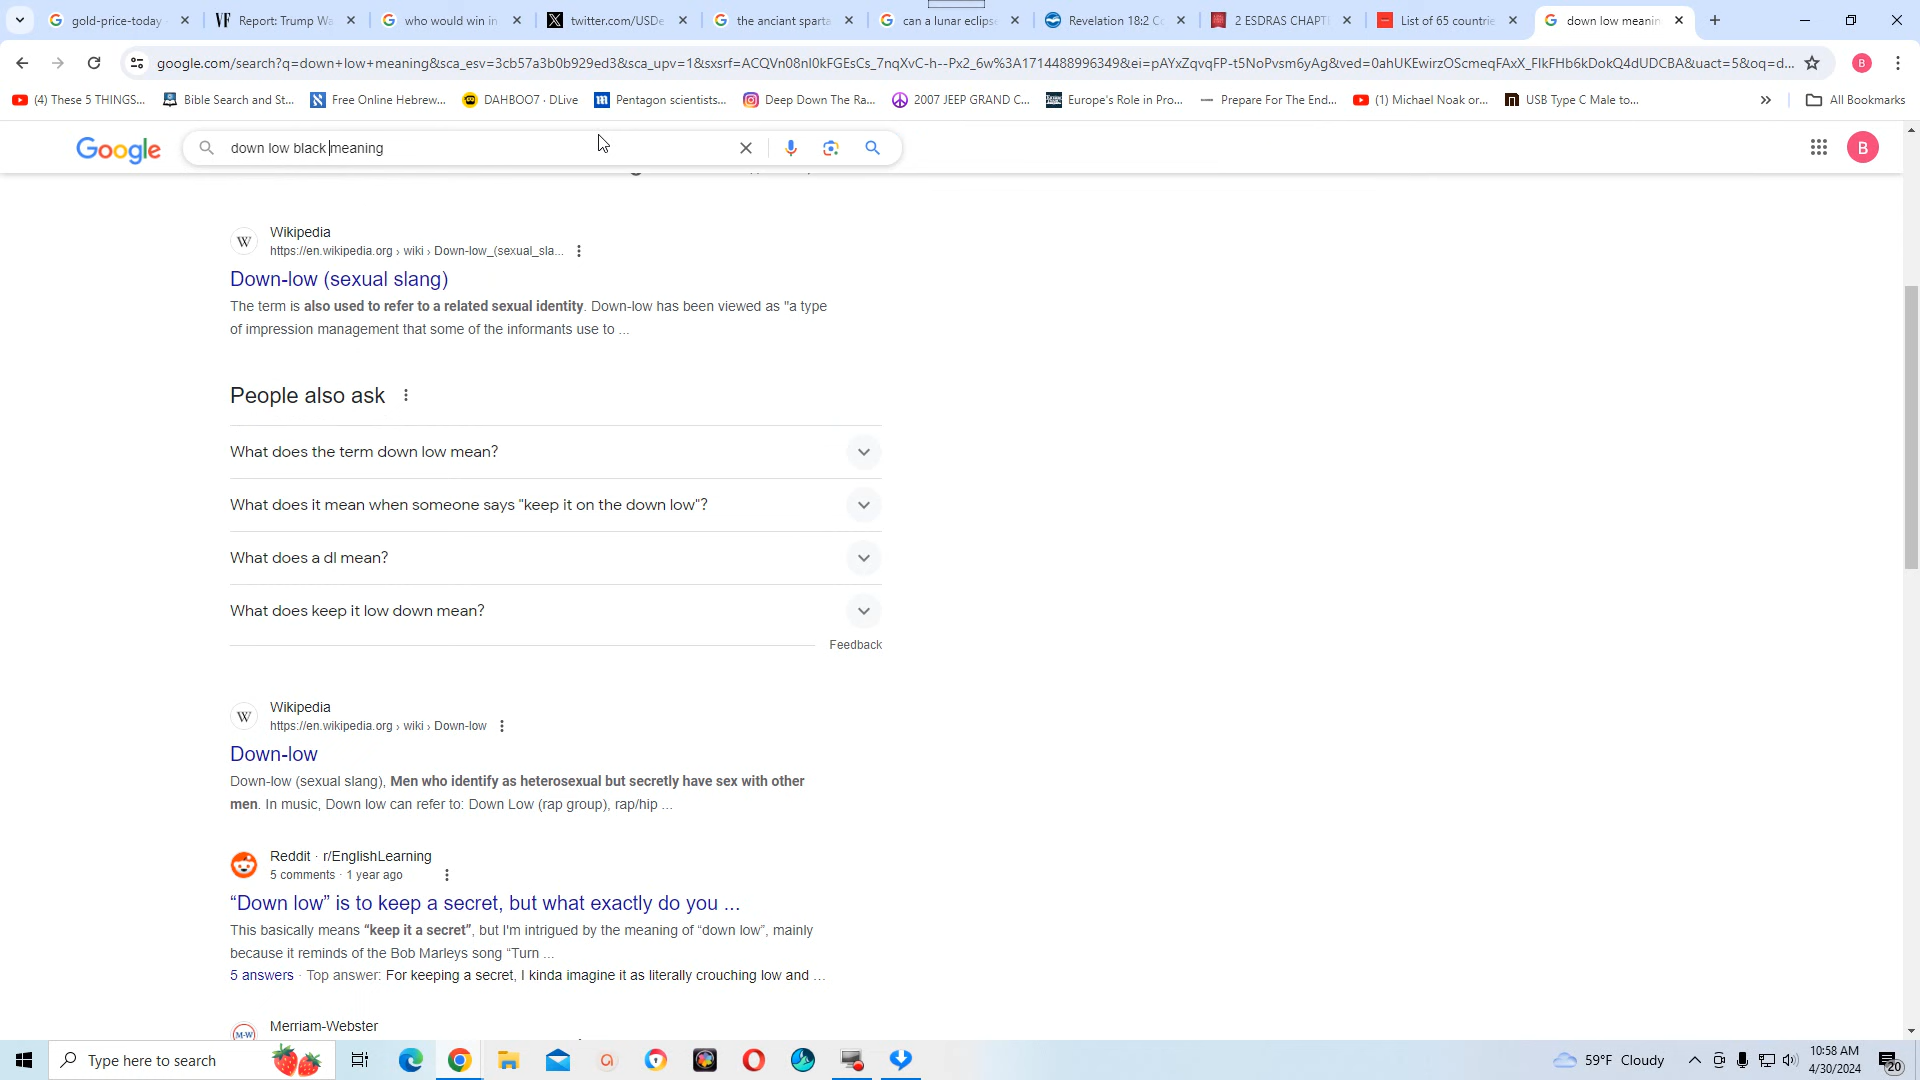 gold-price-today
Report: Trump Wa
who would win in
twitter.com/USDe
the anciant sparta
can a lunar eclipse
Revelation 18:2 Co
2 ESDRAS CHAPTE
List of 65 countrie
down low meanin
google.com/search?q=down+low+meaning&sca_esv=3cb57a3b0b929ed3&sca_upv=1&sxsrf=ACQVn08nI0kFGEsCs_7nqXvC-h--Px2_6w%3A1714488996349&ei=pAYxZqvqFP-t5NoPvsm6yAg&ved=0ahUKEwirzOScmeqFAxX_FIkFHb6kDokQ4dUDCBA&uact=5&oq=d...
B
(4) These 5 THINGS...
Bible Search and St...
Free Online Hebrew...
DAHBOO7 · DLive
Pentagon scientists...
Deep Down The Ra...
2007 JEEP GRAND C...
Europe's Role in Pro...
Prepare For The End...
(1) Michael Noak or...
USB Type C Male to...
All Bookmarks
Google
down low black meaning
B
Wikipedia
https://en.wikipedia.org › wiki › Down-low_(sexual_sla...
Down-low (sexual slang)
The term is also used to refer to a related sexual identity. Down-low has been viewed as "a type
of impression management that some of the informants use to ...
People also ask
What does the term down low mean?
What does it mean when someone says "keep it on the down low"?
What does a dl mean?
What does keep it low down mean?
Feedback
Wikipedia
https://en.wikipedia.org › wiki › Down-low
Down-low
Down-low (sexual slang), Men who identify as heterosexual but secretly have sex with other
men. In music, Down low can refer to: Down Low (rap group), rap/hip ...
Reddit · r/EnglishLearning
5 comments · 1 year ago
“Down low” is to keep a secret, but what exactly do you ...
This basically means “keep it a secret”, but I'm intrigued by the meaning of “down low”, mainly
because it reminds of the Bob Marleys song “Turn ...
5 answers · Top answer: For keeping a secret, I kinda imagine it as literally crouching low and ...
Merriam-Webster
Type here to search
59°F Cloudy
10:58 AM
4/30/2024
20